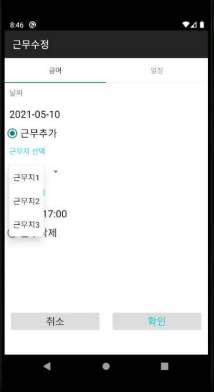 8:46
근무수정
급여 일정
날짜
2021-05-10
근무추가
근무지 선택
근무지1
근무지2
17:00
근무지3
삭제
취소 확인